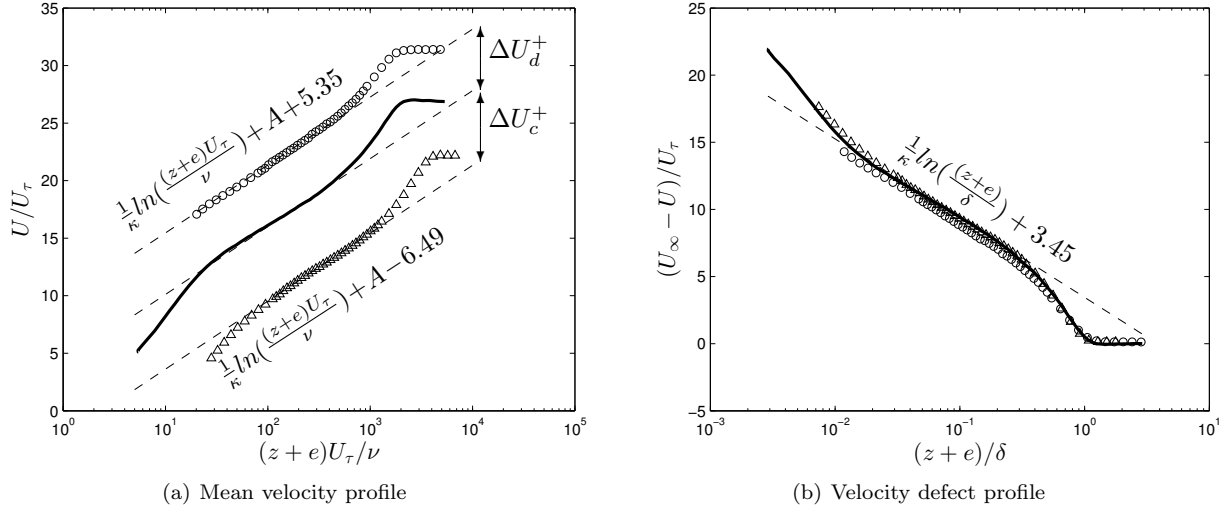 35
30
25
20
15
10
5
0
U/U_τ
10^0
10^1
10^2
10^3
10^4
10^5
(z + e)U_τ/ν
1/κ ln((z+e)U_τ/ν) + A+5.35
1/κ ln((z+e)U_τ/ν) + A−6.49
ΔU_d^+
ΔU_c^+
(a) Mean velocity profile
25
20
15
10
5
0
−5
(U_∞ − U)/U_τ
10^−3
10^−2
10^−1
10^0
10^1
(z + e)/δ
1/κ ln((z+e)/δ) + 3.45
(b) Velocity defect profile